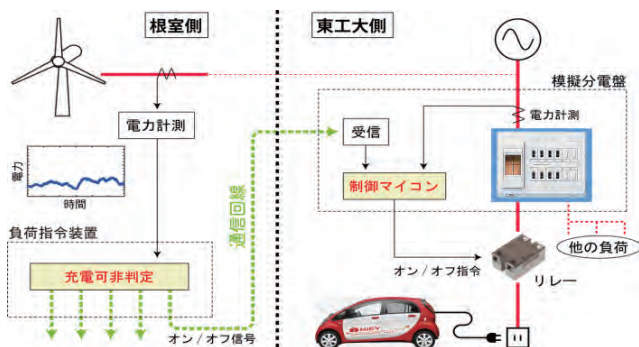 根室側
東工大側
模擬分電盤
電力計測
電力計測
受信
電力
時間
制御マイコン
通信回線
負荷指令装置
充電可非判定
他の負荷
オン / オフ指令
リレー
オン / オフ信号